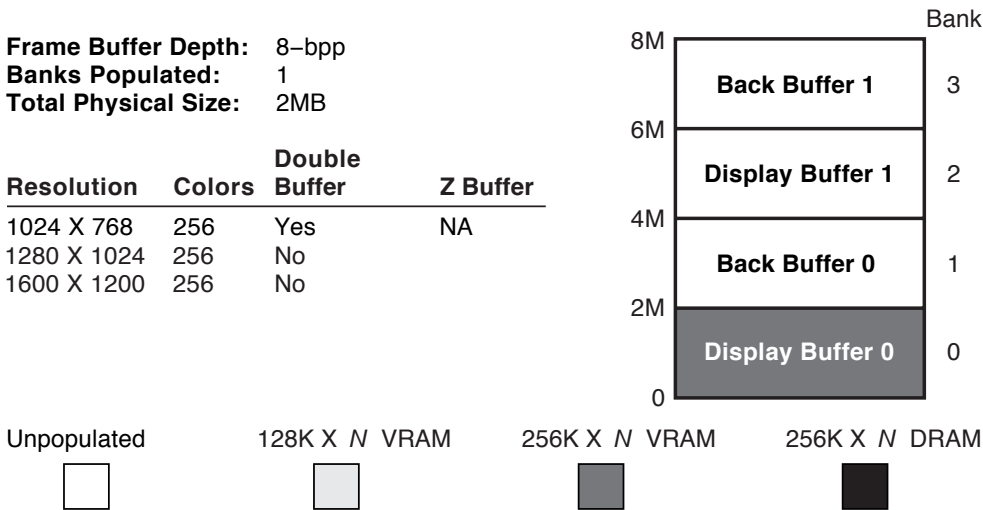 Frame Buffer Depth: 8–bpp
Banks Populated: 1
Total Physical Size: 2MB
Double
Resolution Colors Buffer Z Buffer
1024 X 768 256 Yes NA
1280 X 1024 256 No
1600 X 1200 256 No
Bank
8M
Back Buffer 1 3
6M
Display Buffer 1 2
4M
Back Buffer 0 1
2M
Display Buffer 0 0
0
Unpopulated 128K X N VRAM 256K X N VRAM 256K X N DRAM